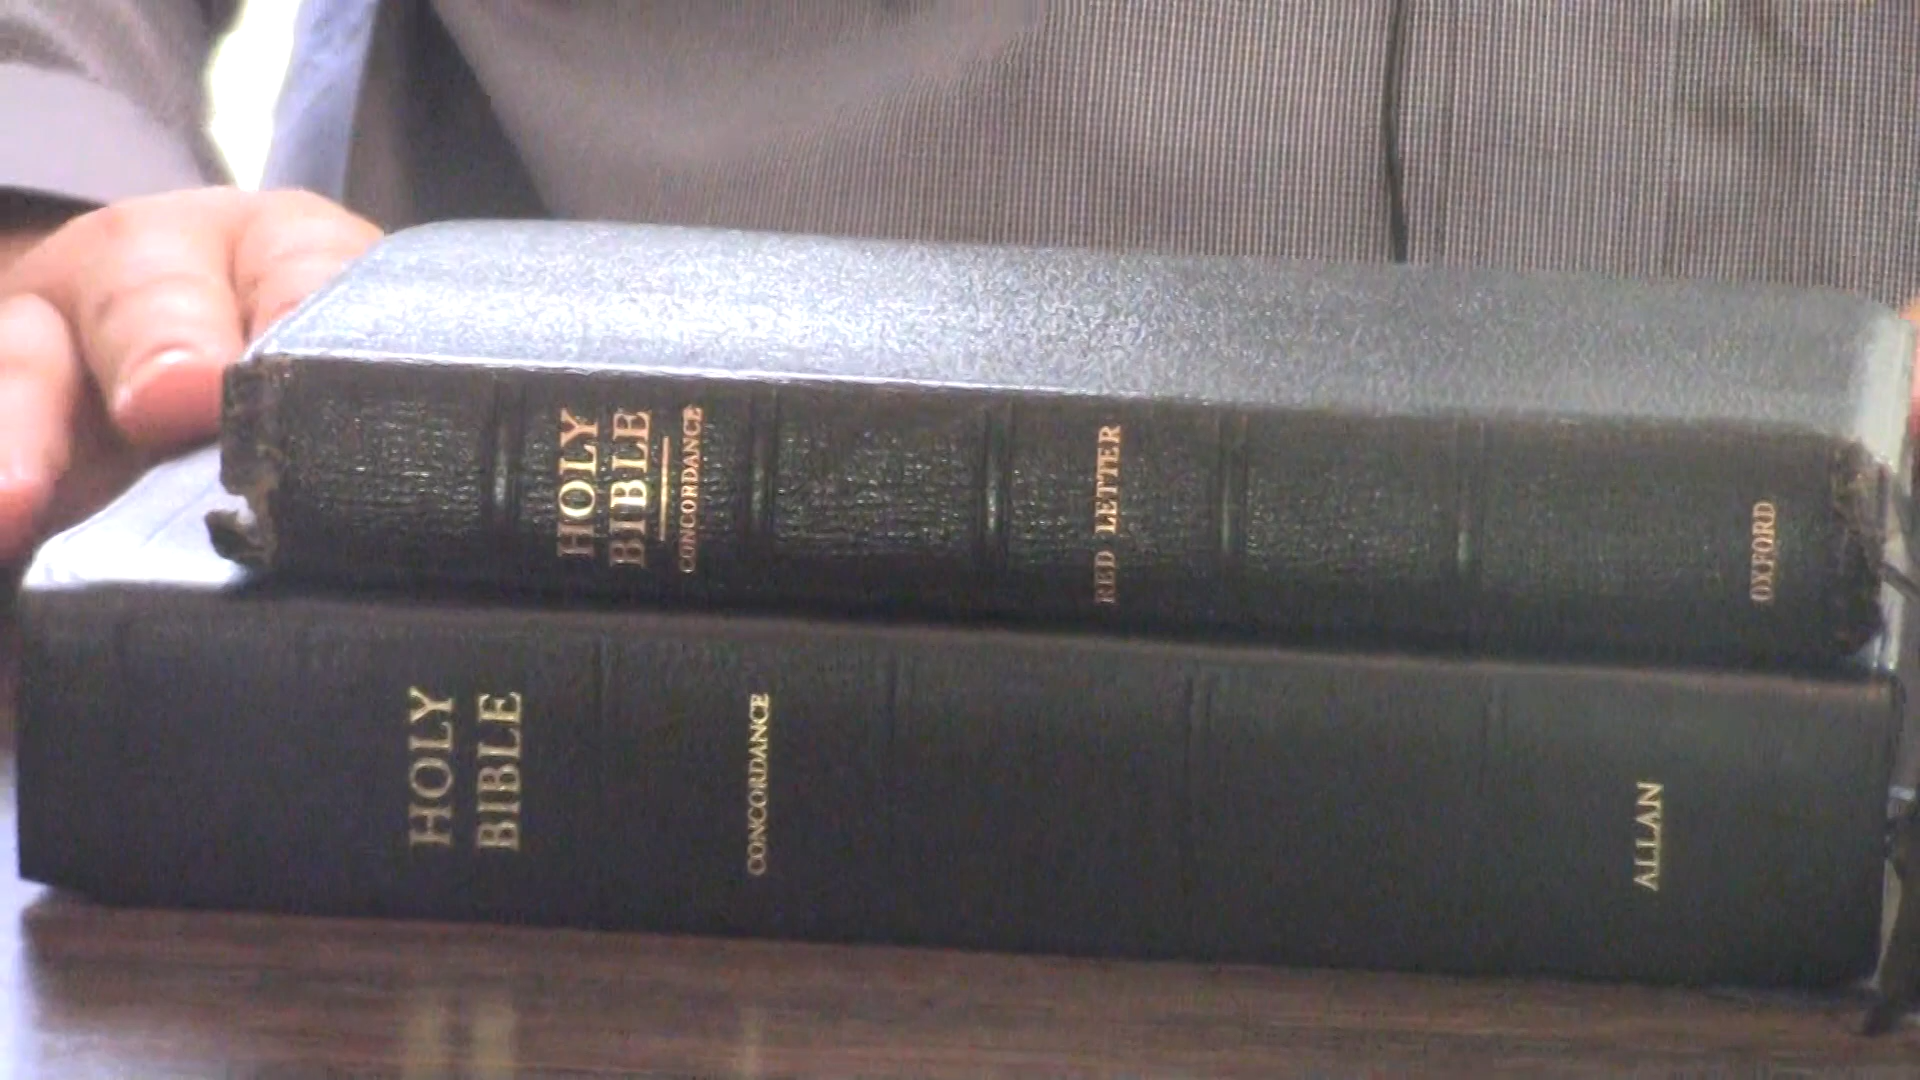 HOLY
BIBLE
CONCORDANCE
RED LETTER
OXFORD
HOLY
BIBLE
CONCORDANCE
ALLAN